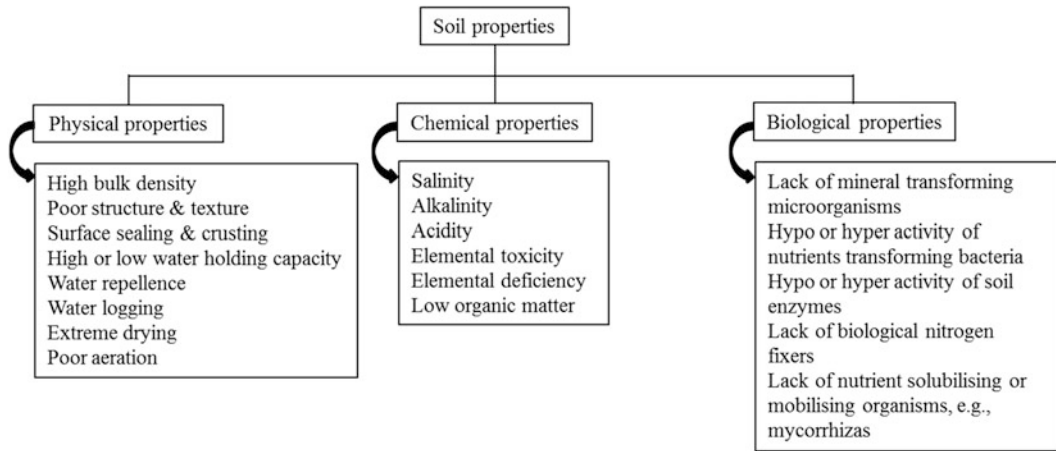 Soil properties
Physical properties
High bulk density
Poor structure & texture
Surface sealing & crusting
High or low water holding capacity
Water repellence
Water logging
Extreme drying
Poor aeration
Chemical properties
Salinity
Alkalinity
Acidity
Elemental toxicity
Elemental deficiency
Low organic matter
Biological properties
Lack of mineral transforming
microorganisms
Hypo or hyper activity of
nutrients transforming bacteria
Hypo or hyper activity of soil
enzymes
Lack of biological nitrogen
fixers
Lack of nutrient solubilising or
mobilising organisms, e.g.,
mycorrhizas